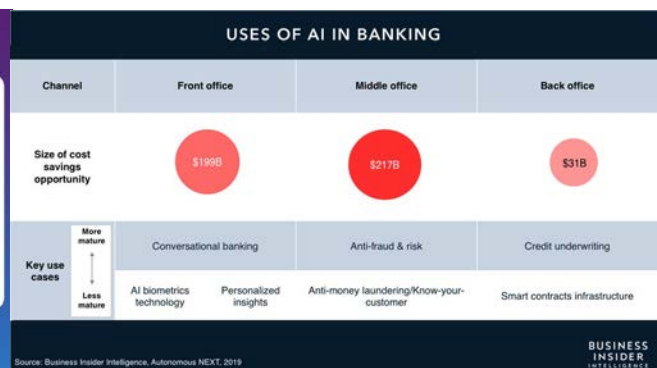 USES OF AI IN BANKING
Channel
Front office
Middle office
Back office
Size of cost
savings
opportunity
$199B
$217B
$31B
Key use
cases
More
mature
Less
mature
Conversational banking
Anti-fraud & risk
Credit underwriting
AI biometrics
technology
Personalized
insights
Anti-money laundering/Know-your-
customer
Smart contracts infrastructure
Source: Business Insider Intelligence, Autonomous NEXT, 2019
BUSINESS
INSIDER
INTELLIGENCE